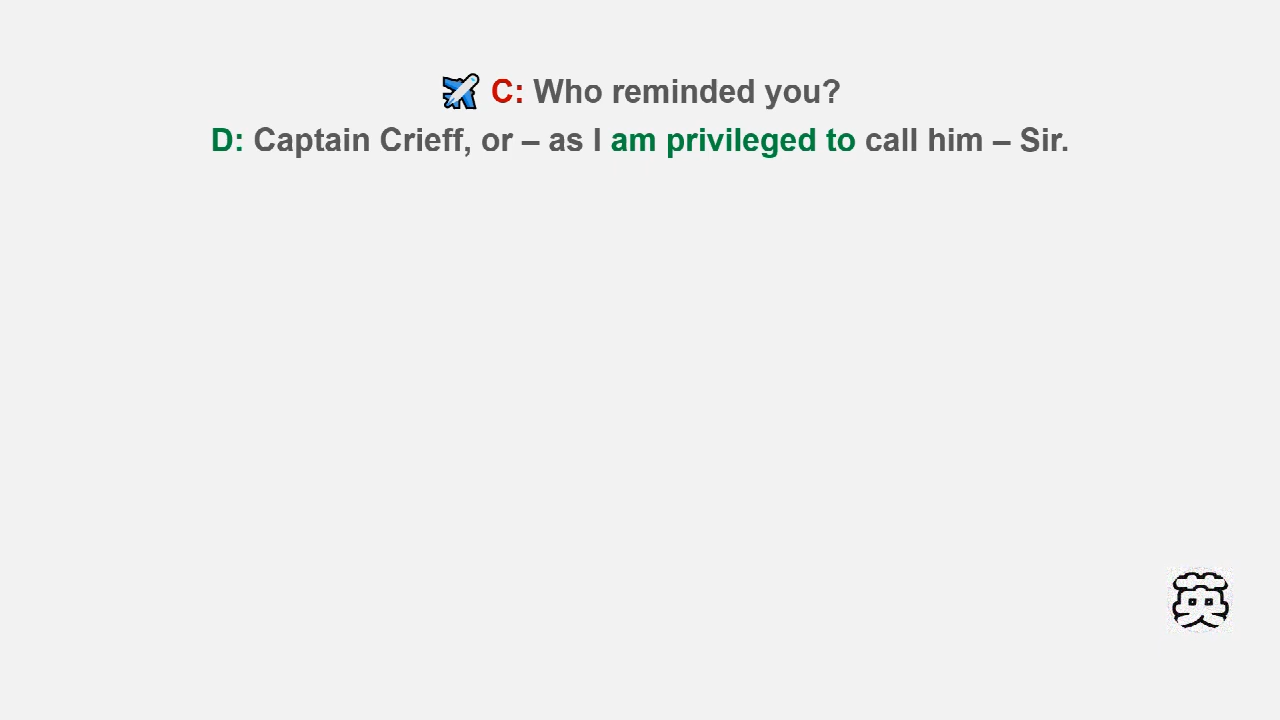 ✈️ C: Who reminded you?
D: Captain Crieff, or – as I am privileged to call him – Sir.
英